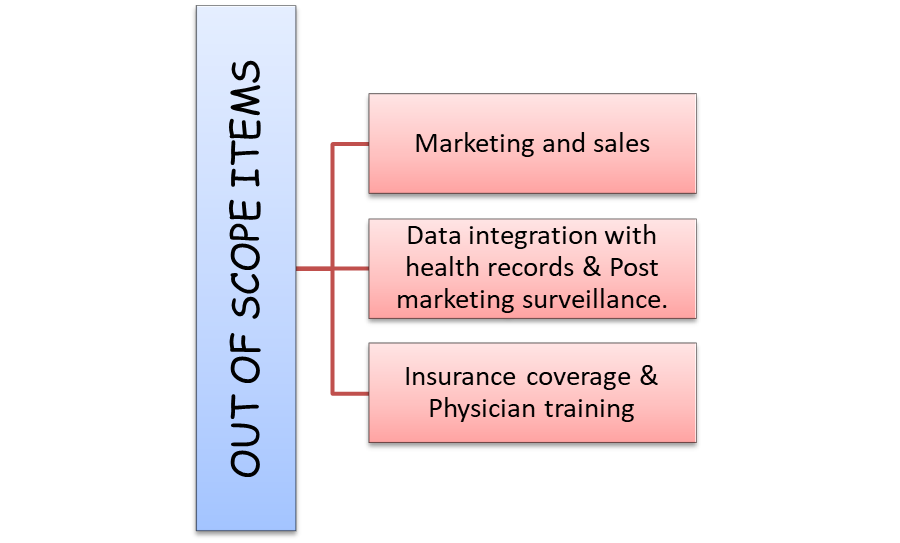 OUT OF SCOPE ITEMS
Marketing and sales
Data integration with
health records & Post
marketing surveillance.
Insurance coverage &
Physician training